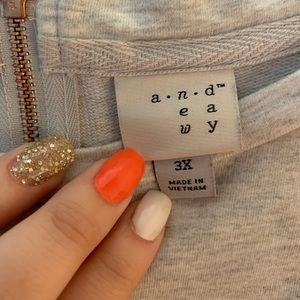 a · n · d™
e a
w y
3X
MADE IN
VIETNAM